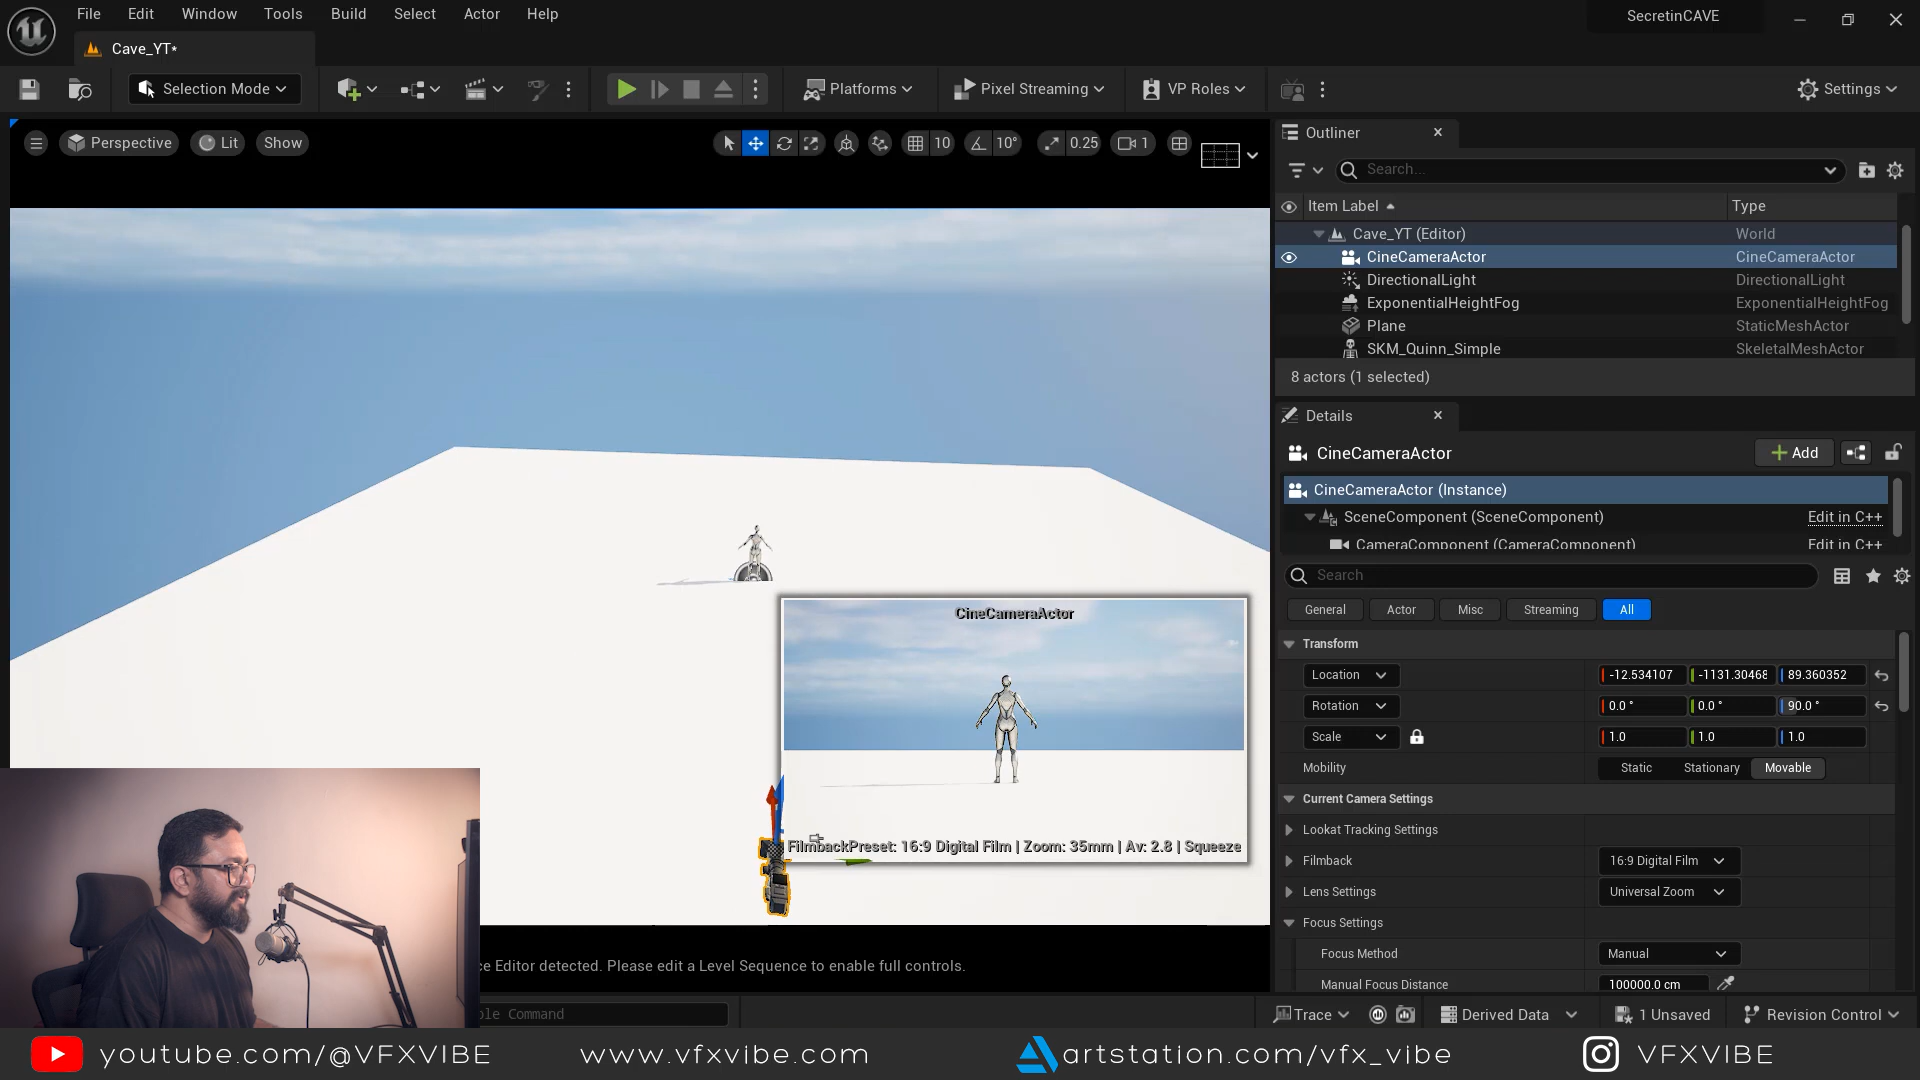 File Edit Window Tools Build Select Actor Help
SecretinCAVE
Cave_YT*
Selection Mode
Platforms
Pixel Streaming
VP Roles
Settings
Perspective
Lit
Show
10
10°
0.25
1
Outliner
Search...
Item Label
Type
Cave_YT (Editor)
World
CineCameraActor
CineCameraActor
DirectionalLight
DirectionalLight
ExponentialHeightFog
ExponentialHeightFog
Plane
StaticMeshActor
SKM_Quinn_Simple
SkeletalMeshActor
8 actors (1 selected)
Details
CineCameraActor
Add
CineCameraActor (Instance)
SceneComponent (SceneComponent)
Edit in C++
CameraComponent (CameraComponent)
Edit in C++
Search
General
Actor
Misc
Streaming
All
Transform
Location
-12.534107
-1131.30468
89.360352
Rotation
0.0 °
0.0 °
90.0 °
Scale
1.0
1.0
1.0
Mobility
Static
Stationary
Movable
Current Camera Settings
Lookat Tracking Settings
Filmback
16:9 Digital Film
Lens Settings
Universal Zoom
Focus Settings
Focus Method
Manual
Manual Focus Distance
100000.0 cm
CineCameraActor
FilmbackPreset: 16:9 Digital Film | Zoom: 35mm | Av: 2.8 | Squeeze
ce Editor detected. Please edit a Level Sequence to enable full controls.
ole Command
Trace
Derived Data
1 Unsaved
Revision Control
youtube.com/@VFXVIBE
www.vfxvibe.com
artstation.com/vfx_vibe
VFXVIBE